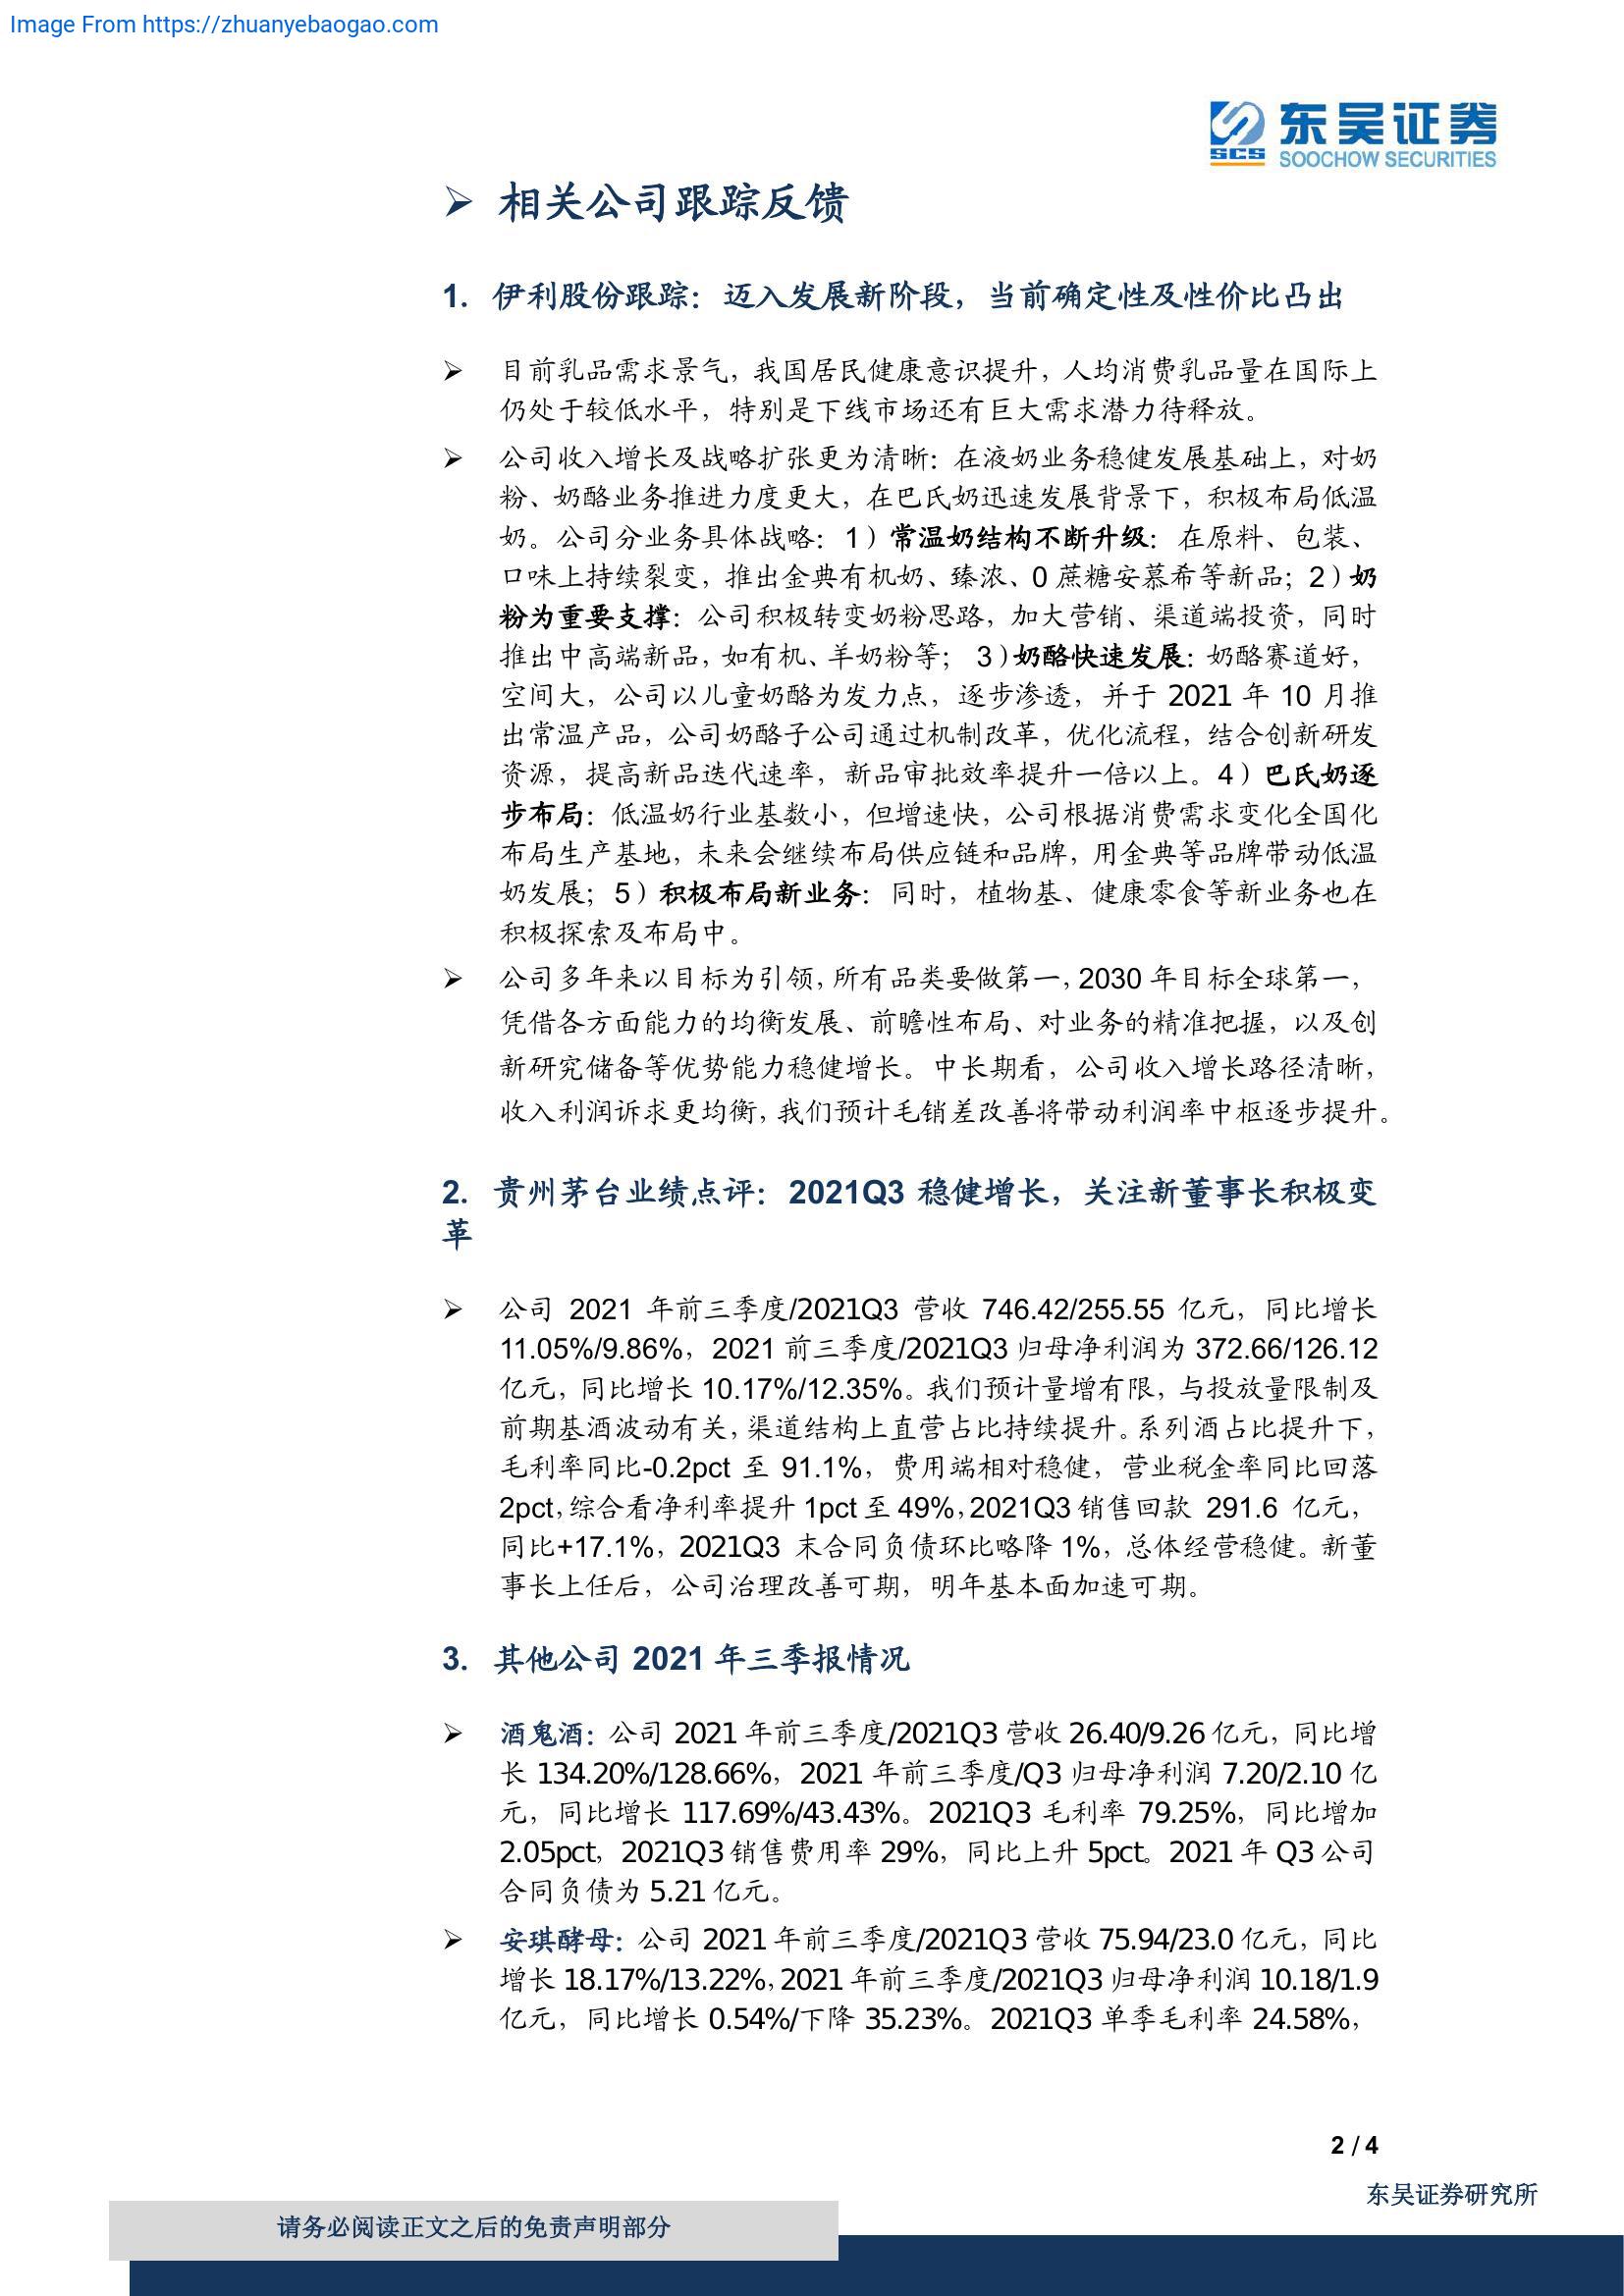 Image From https://zhuanyebaogao.com
东吴证券
SCS SOOCHOW SECURITIES
➢ 相关公司跟踪反馈
1. 伊利股份跟踪：迈入发展新阶段，当前确定性及性价比凸出
➢ 目前乳品需求景气，我国居民健康意识提升，人均消费乳品量在国际上
仍处于较低水平，特别是下线市场还有巨大需求潜力待释放。
➢ 公司收入增长及战略扩张更为清晰：在液奶业务稳健发展基础上，对奶
粉、奶酪业务推进力度更大，在巴氏奶迅速发展背景下，积极布局低温
奶。公司分业务具体战略：1）常温奶结构不断升级：在原料、包装、
口味上持续裂变，推出金典有机奶、臻浓、0 蔗糖安慕希等新品；2）奶
粉为重要支撑：公司积极转变奶粉思路，加大营销、渠道端投资，同时
推出中高端新品，如有机、羊奶粉等； 3）奶酪快速发展：奶酪赛道好，
空间大，公司以儿童奶酪为发力点，逐步渗透，并于 2021 年 10 月推
出常温产品，公司奶酪子公司通过机制改革，优化流程，结合创新研发
资源，提高新品迭代速率，新品审批效率提升一倍以上。4）巴氏奶逐
步布局：低温奶行业基数小，但增速快，公司根据消费需求变化全国化
布局生产基地，未来会继续布局供应链和品牌，用金典等品牌带动低温
奶发展；5）积极布局新业务：同时，植物基、健康零食等新业务也在
积极探索及布局中。
➢ 公司多年来以目标为引领，所有品类要做第一，2030 年目标全球第一，
凭借各方面能力的均衡发展、前瞻性布局、对业务的精准把握，以及创
新研究储备等优势能力稳健增长。中长期看，公司收入增长路径清晰，
收入利润诉求更均衡，我们预计毛销差改善将带动利润率中枢逐步提升。
2. 贵州茅台业绩点评：2021Q3 稳健增长，关注新董事长积极变
革
➢ 公司 2021 年前三季度/2021Q3 营收 746.42/255.55 亿元，同比增长
11.05%/9.86%，2021 前三季度/2021Q3 归母净利润为 372.66/126.12
亿元，同比增长 10.17%/12.35%。我们预计量增有限，与投放量限制及
前期基酒波动有关，渠道结构上直营占比持续提升。系列酒占比提升下，
毛利率同比-0.2pct 至 91.1%，费用端相对稳健，营业税金率同比回落
2pct，综合看净利率提升 1pct 至 49%，2021Q3 销售回款 291.6 亿元，
同比+17.1%，2021Q3 末合同负债环比略降 1%，总体经营稳健。新董
事长上任后，公司治理改善可期，明年基本面加速可期。
3. 其他公司 2021 年三季报情况
➢ 酒鬼酒：公司 2021 年前三季度/2021Q3 营收 26.40/9.26 亿元，同比增
长 134.20%/128.66%，2021 年前三季度/Q3 归母净利润 7.20/2.10 亿
元，同比增长 117.69%/43.43%。2021Q3 毛利率 79.25%，同比增加
2.05pct，2021Q3 销售费用率 29%，同比上升 5pct。2021 年 Q3 公司
合同负债为 5.21 亿元。
➢ 安琪酵母：公司 2021 年前三季度/2021Q3 营收 75.94/23.0 亿元，同比
增长 18.17%/13.22%，2021 年前三季度/2021Q3 归母净利润 10.18/1.9
亿元，同比增长 0.54%/下降 35.23%。2021Q3 单季毛利率 24.58%，
2 / 4
东吴证券研究所
请务必阅读正文之后的免责声明部分